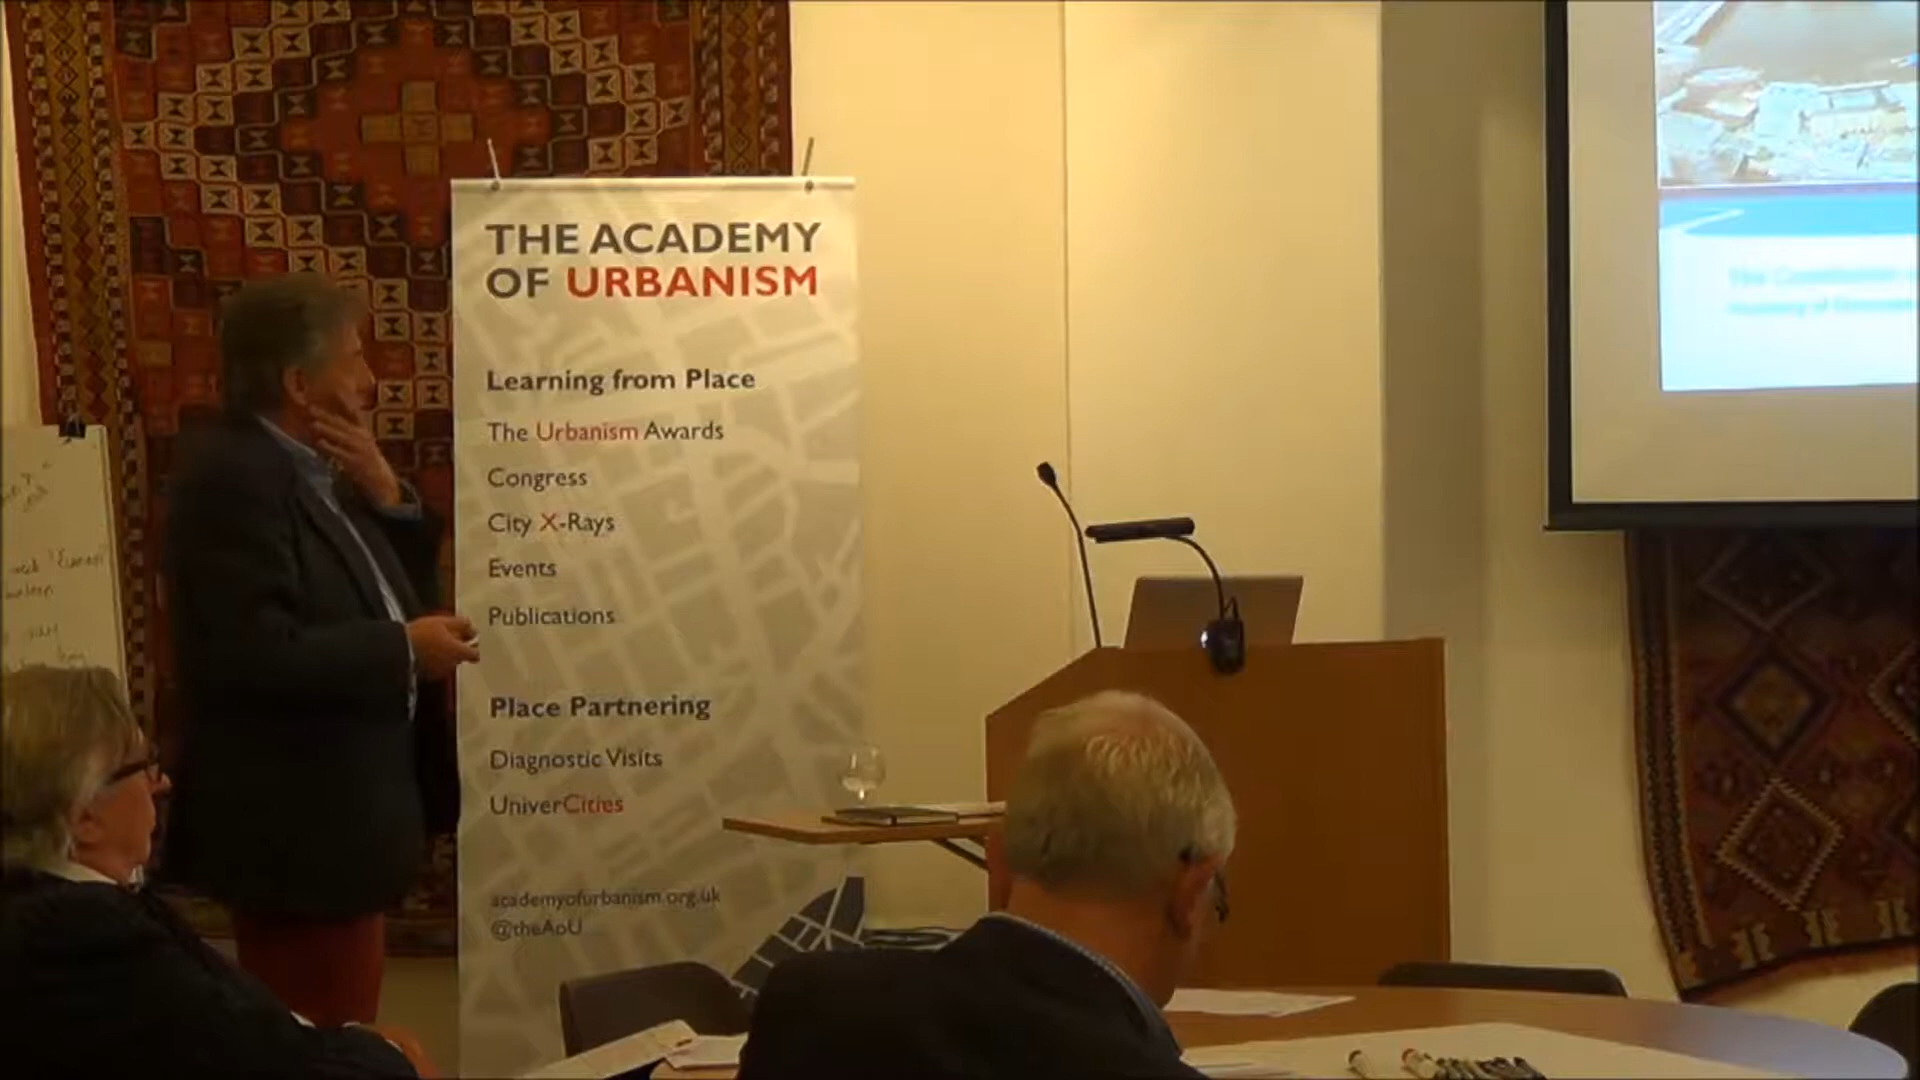 THE ACADEMY
OF URBANISM
Learning from Place
The Urbanism Awards
Congress
City X-Rays
Events
Publications
Place Partnering
Diagnostic Visits
UniverCities
academyofurbanism.org.uk
@theAoU